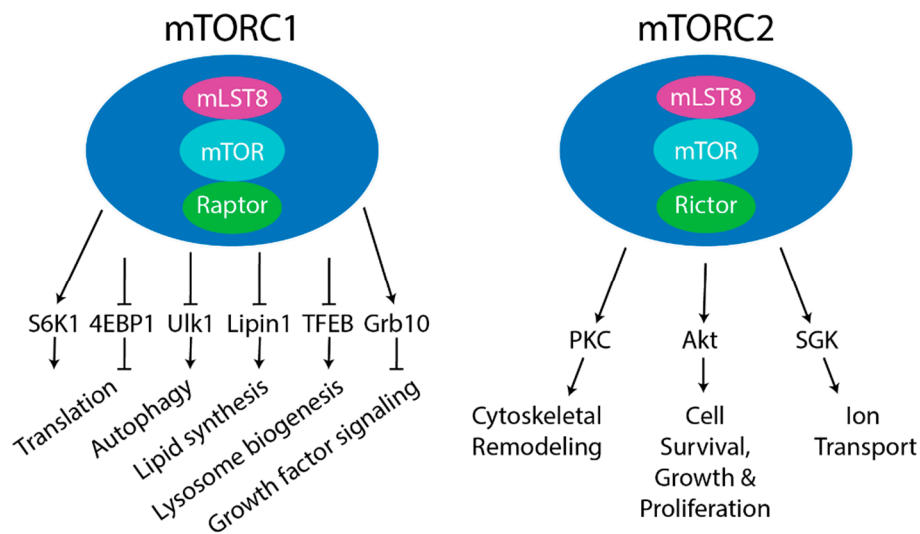 mTORC1
mLST8
mTOR
Raptor
S6K1 4EBP1 Ulk1 Lipin1 TFEB Grb10
Translation
Autophagy
Lipid synthesis
Lysosome biogenesis
Growth factor signaling
mTORC2
mLST8
mTOR
Rictor
PKC Akt SGK
Cytoskeletal
Remodeling
Cell
Survival,
Growth &
Proliferation
Ion
Transport